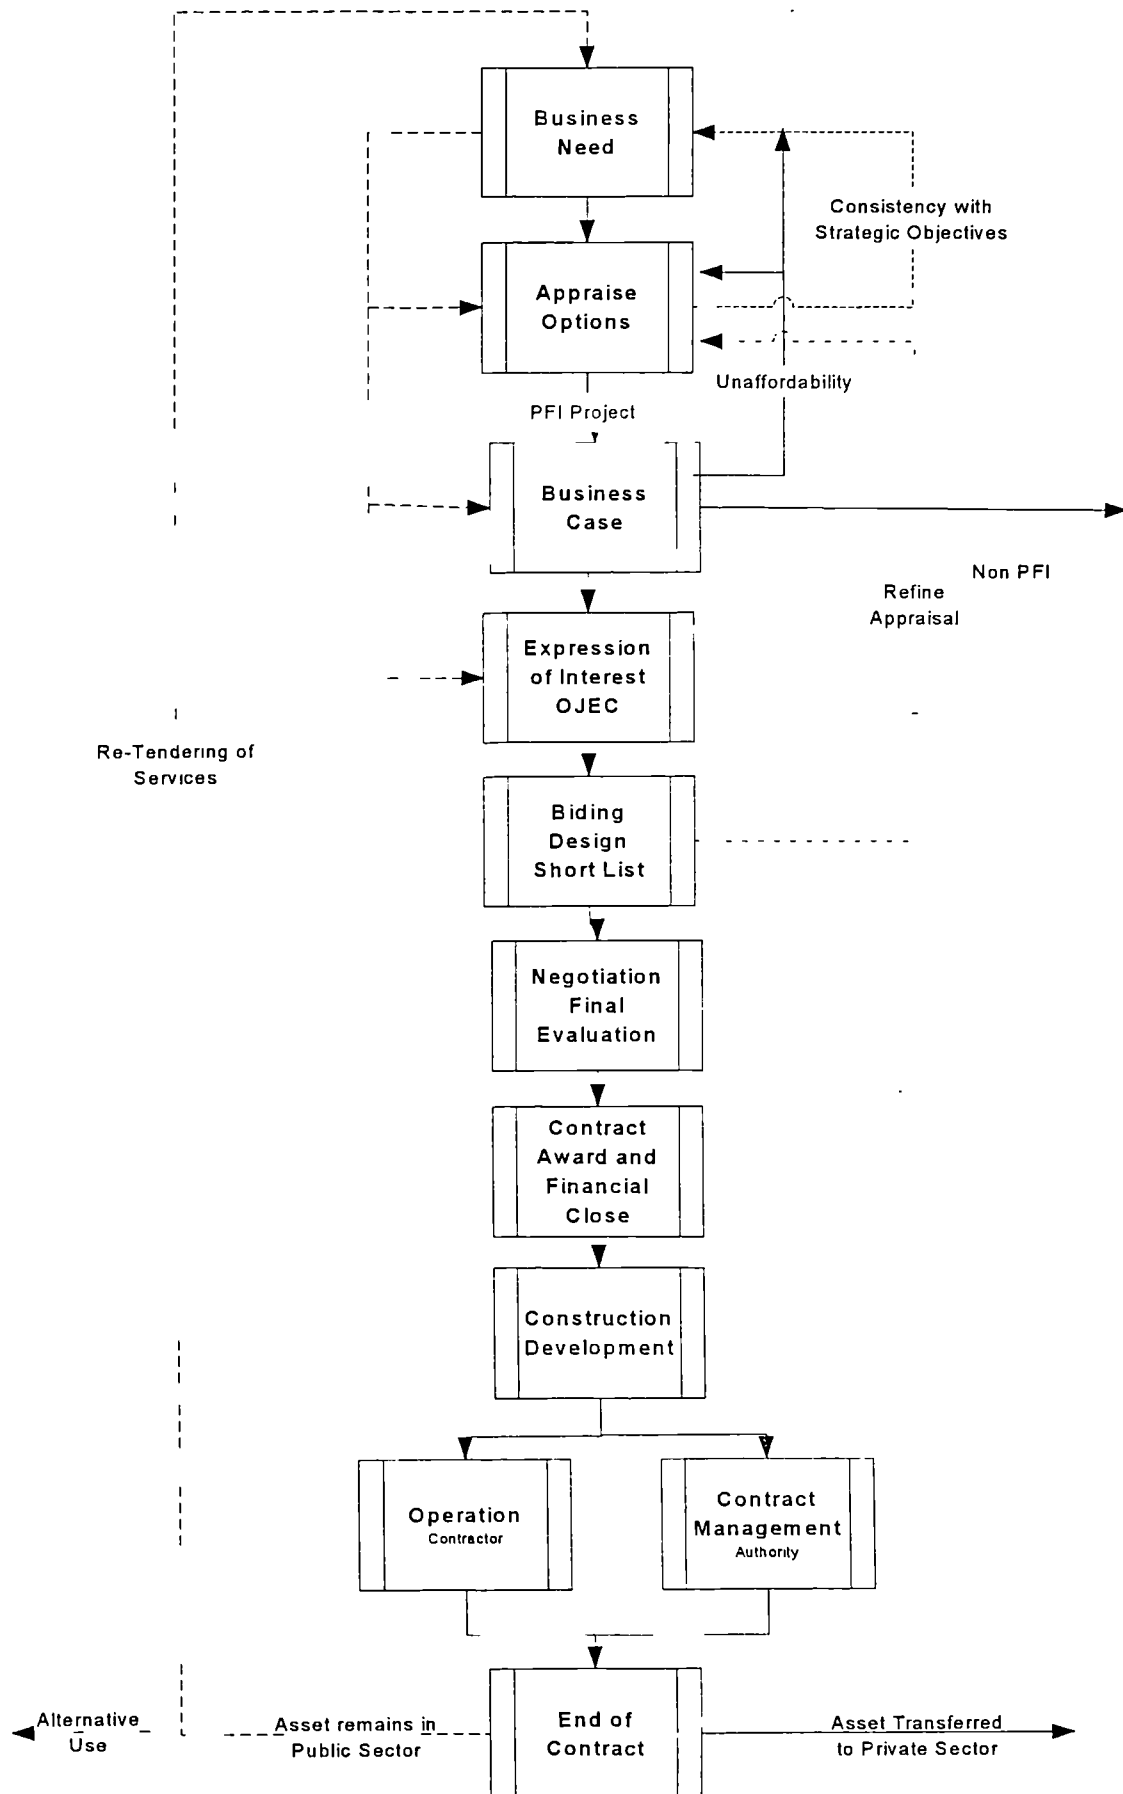 Business
Need
Consistency with
Strategic Objectives
Appraise
Options
Unaffordability
PFI Project
Business
Case
Non PFI
Refine
Appraisal
Expression
of Interest
OJEC
Re-Tendering of
Services
Biding
Design
Short List
Negotiation
Final
Evaluation
Contract
Award and
Financial
Close
Construction
Development
Operation
Contractor
Contract
Management
Authority
Alternative
Use
Asset remains in
Public Sector
End of
Contract
Asset Transferred
to Private Sector